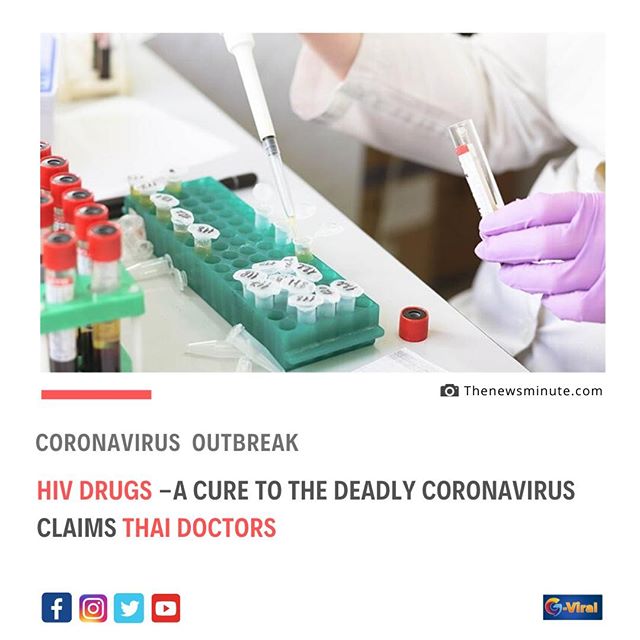 Thenewsminute.com
CORONAVIRUS OUTBREAK
HIV DRUGS –A CURE TO THE DEADLY CORONAVIRUS
CLAIMS THAI DOCTORS
G-Viral